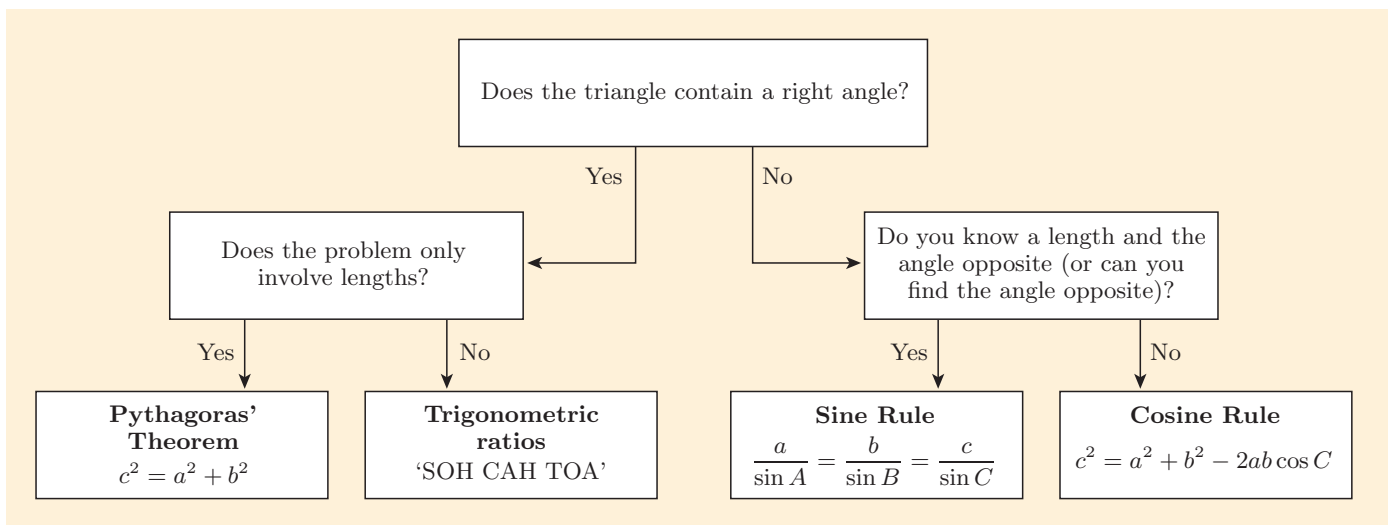 Does the triangle contain a right angle?
Yes
No
Does the problem only
involve lengths?
Do you know a length and the
angle opposite (or can you
find the angle opposite)?
Yes
No
Yes
No
Pythagoras’
Theorem
c² = a² + b²
Trigonometric
ratios
‘SOH CAH TOA’
Sine Rule
a/sin A = b/sin B = c/sin C
Cosine Rule
c² = a² + b² − 2ab cos C